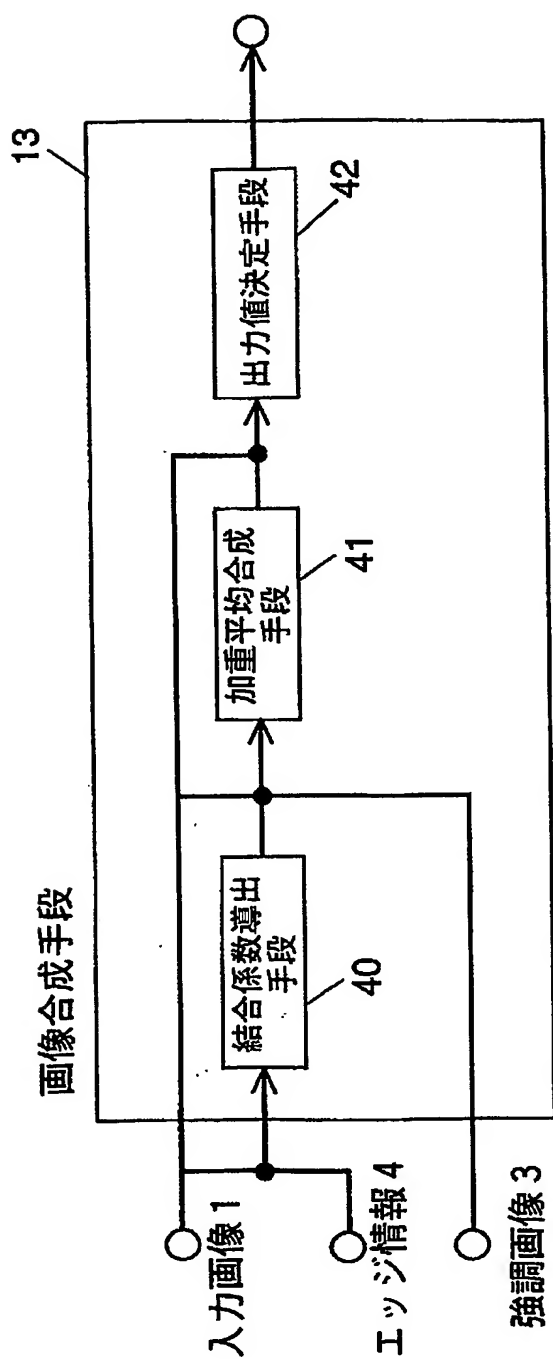 画像合成手段
13
入力画像1
エッジ情報4
強調画像3
結合係数導出
手段
40
加重平均合成
手段
41
出力値決定手段
42